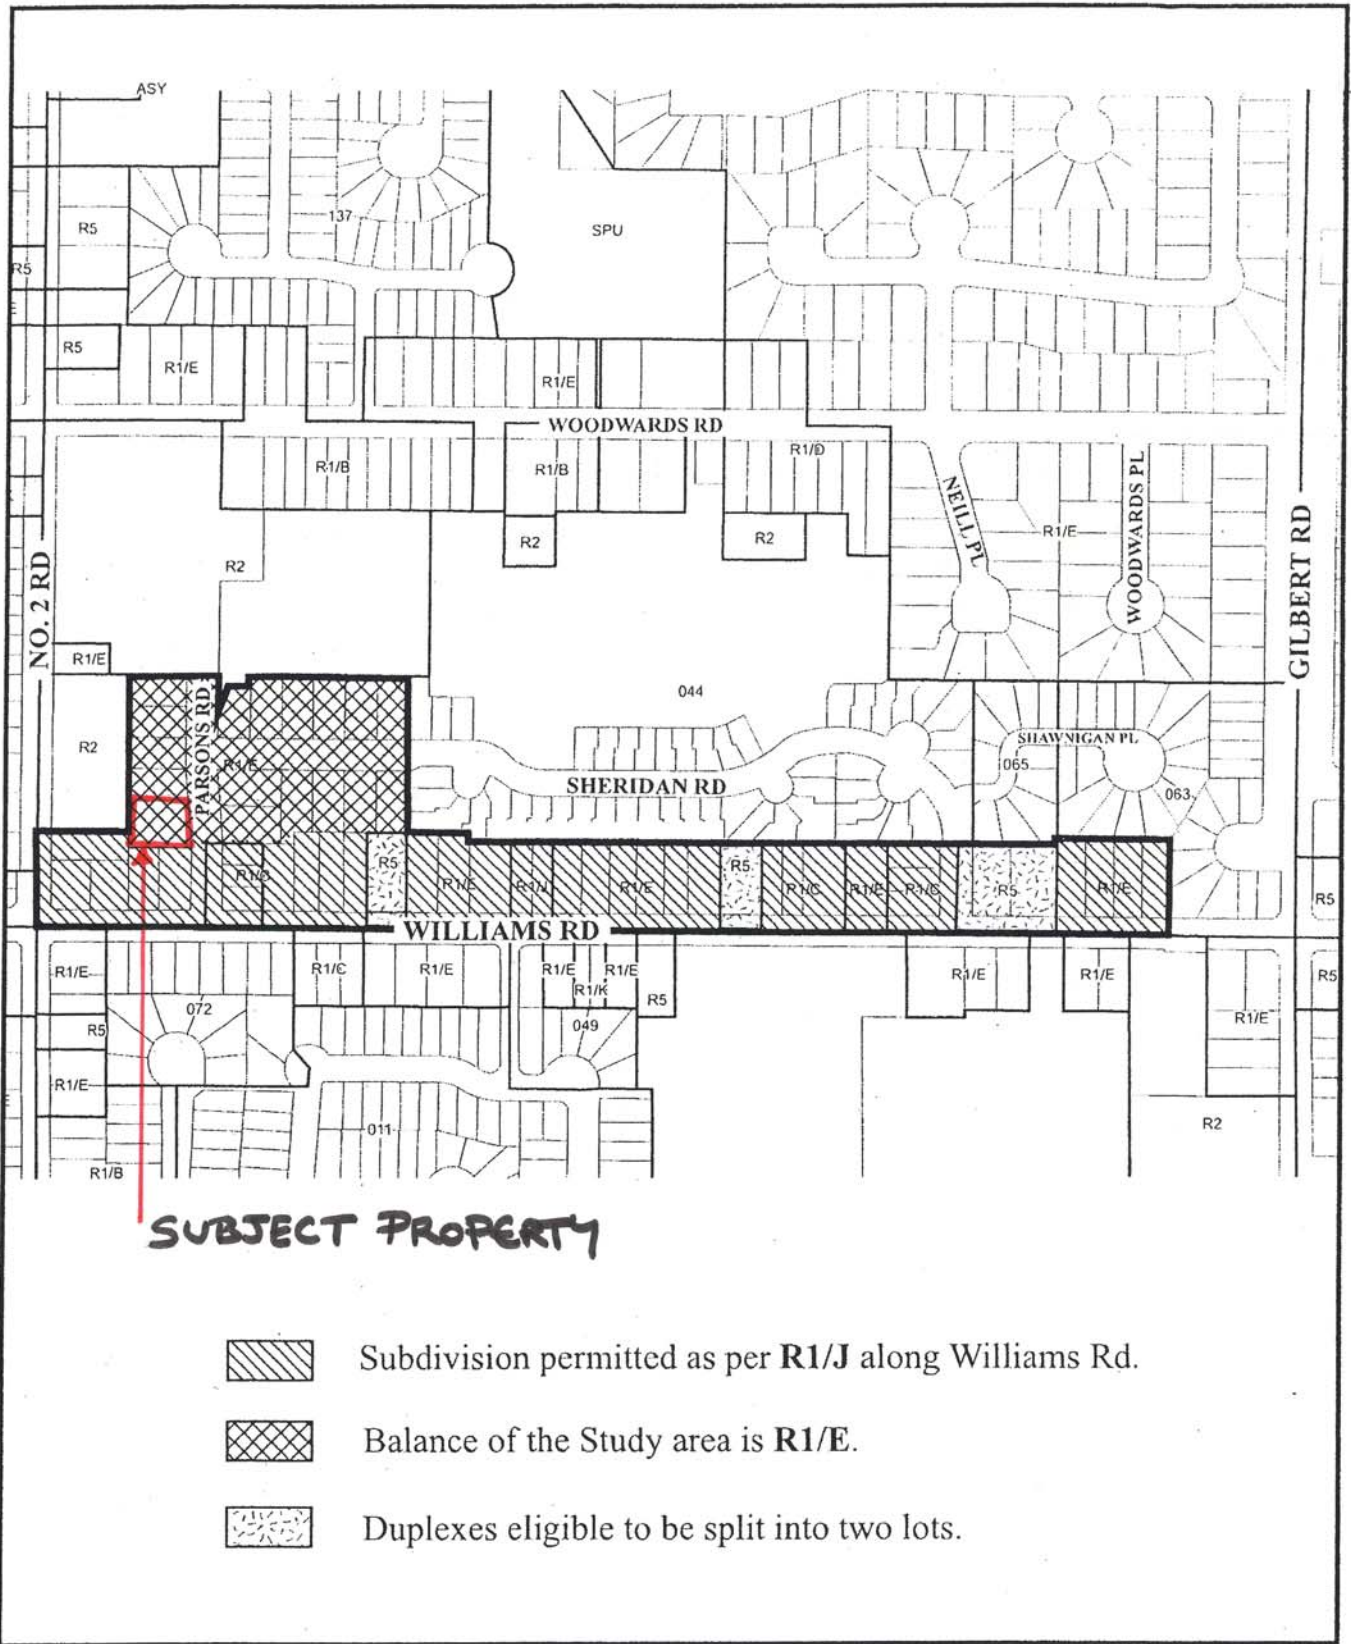 ASY
137
SPU
R5
R5
R5
R1/E
R1/E
WOODWARDS RD
R1/B
R1/B
R1/D
NEILL PL
R1/E
WOODWARDS PL
GILBERT RD
NO. 2 RD
R2
R2
R2
R1/E
044
R2
PARSONS RD
R1/E
SHERIDAN RD
SHAWNIGAN PL
065
063
R5
R5
R1/J
R1/E
R1/C
R1/E
R1/C
R5
R1/E
R5
WILLIAMS RD
R1/E
R1/C
R1/E
R1/E
R1/E
R1/K
R5
R1/E
R1/E
R5
072
049
R1/E
R5
R1/E
011
R2
R1/B
SUBJECT PROPERTY
Subdivision permitted as per R1/J along Williams Rd.
Balance of the Study area is R1/E.
Duplexes eligible to be split into two lots.